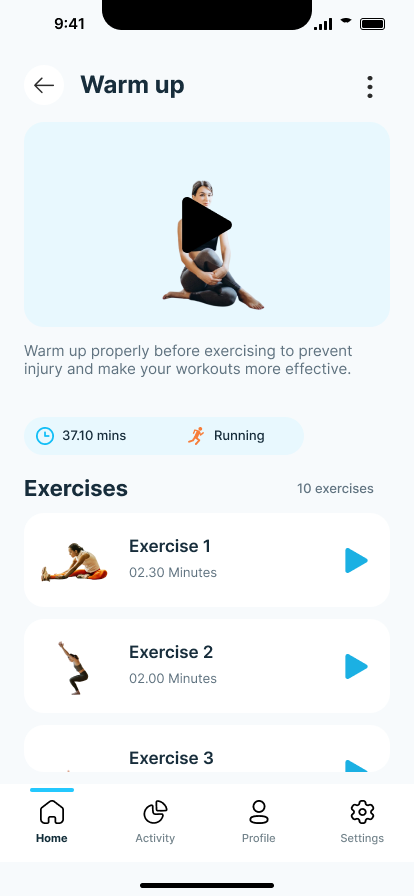 9:41
Warm up
Warm up properly before exercising to prevent
injury and make your workouts more effective.
37.10 mins
Running
Exercises
10 exercises
Exercise 1
02.30 Minutes
Exercise 2
02.00 Minutes
Exercise 3
Home
Activity
Profile
Settings